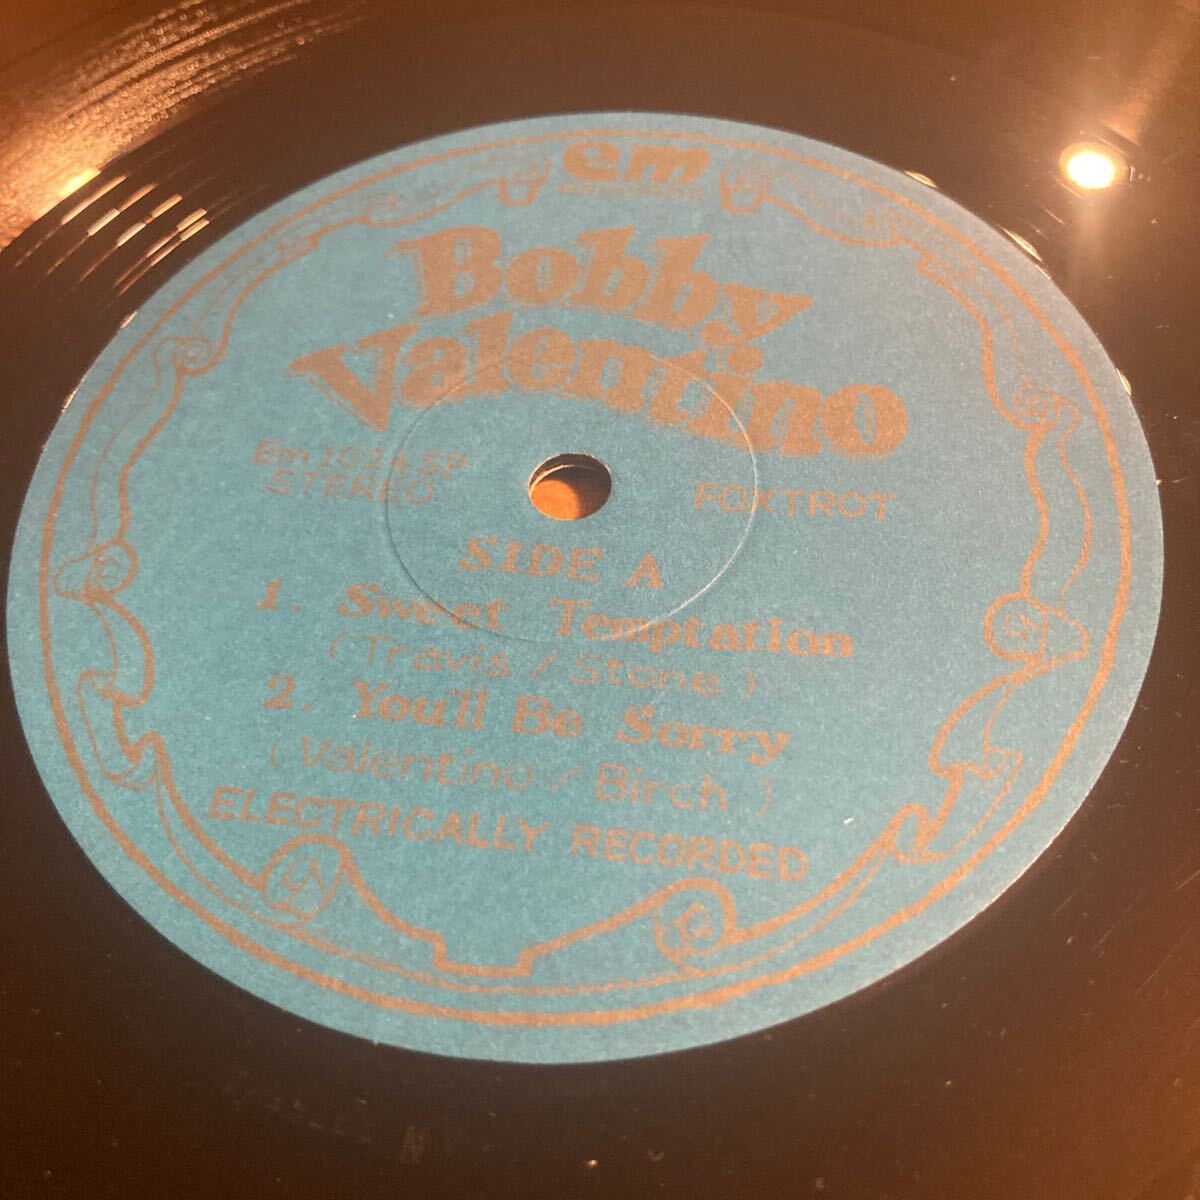 em
Bobby
Valentino
Em 1024 SP
STEREO
FOXTROT
SIDE A
1. Sweet Temptation
(Travis / Stone)
2. You'll Be Sorry
(Valentino / Birch)
ELECTRICALLY RECORDED